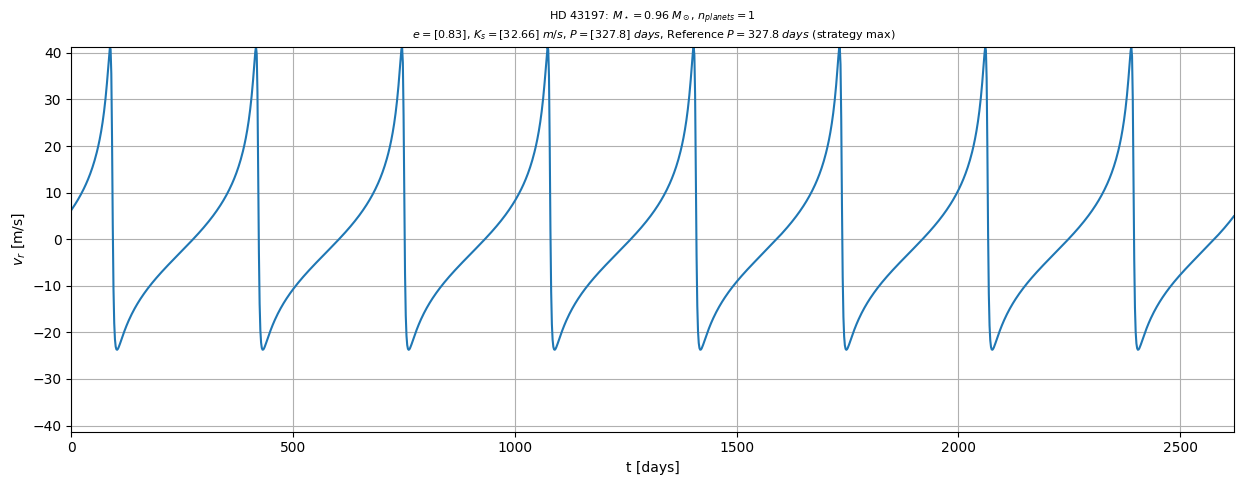 HD 43197: $M_⋆ = 0.96 M_⊙, n_{planets} = 1$
$e = [0.83], K_s = [32.66] m/s, P = [327.8] days$, Reference $P = 327.8 days$ (strategy max)
40
30
20
10
0
−10
−20
−30
−40
$v_r$ [m/s]
0 500 1000 1500 2000 2500
t [days]